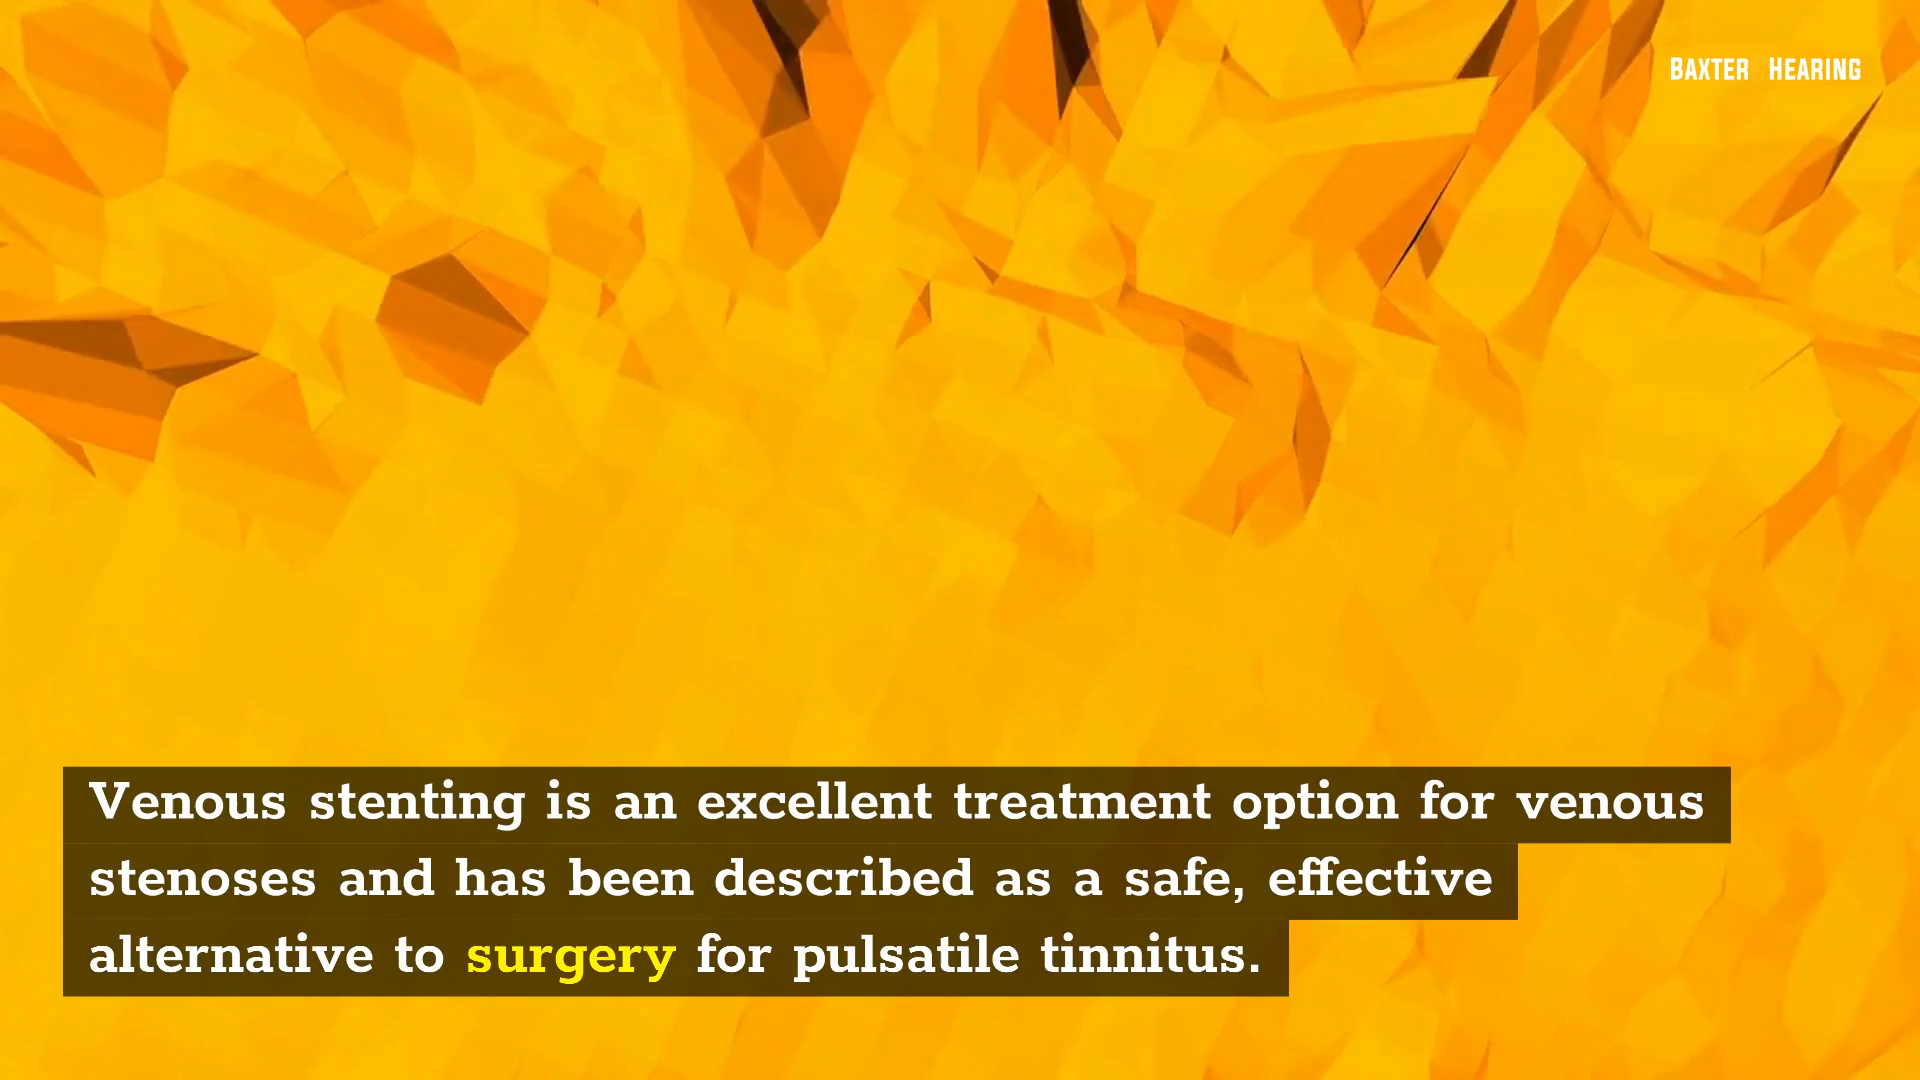 BAXTER HEARING
Venous stenting is an excellent treatment option for venous
stenoses and has been described as a safe, effective
alternative to surgery for pulsatile tinnitus.